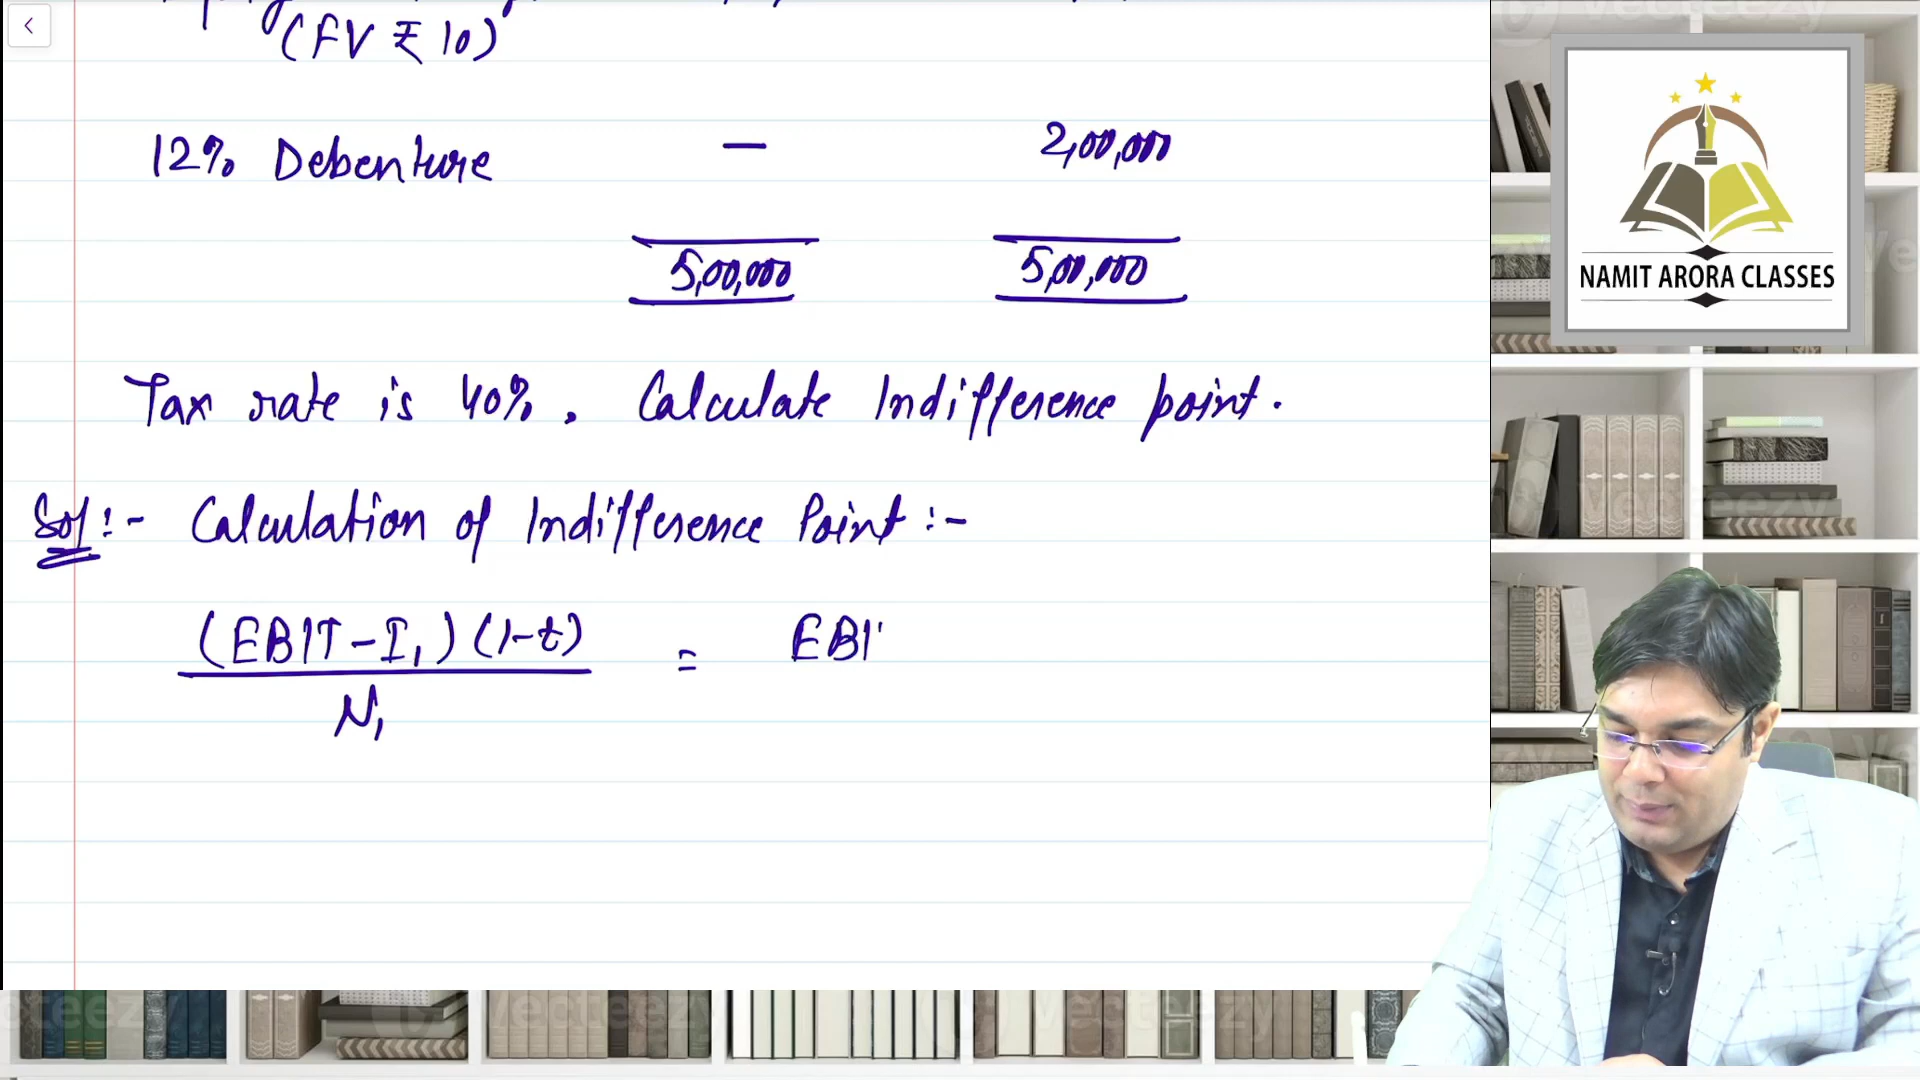 (FV ₹ 10)
12% Debenture — 2,00,000
5,00,000 5,00,000
Tax rate is 40%. Calculate Indifference point.
Sol:- Calculation of Indifference Point :-
(EBIT-I₁) (1-t) = EBI
N₁
NAMIT ARORA CLASSES
Vecteezy